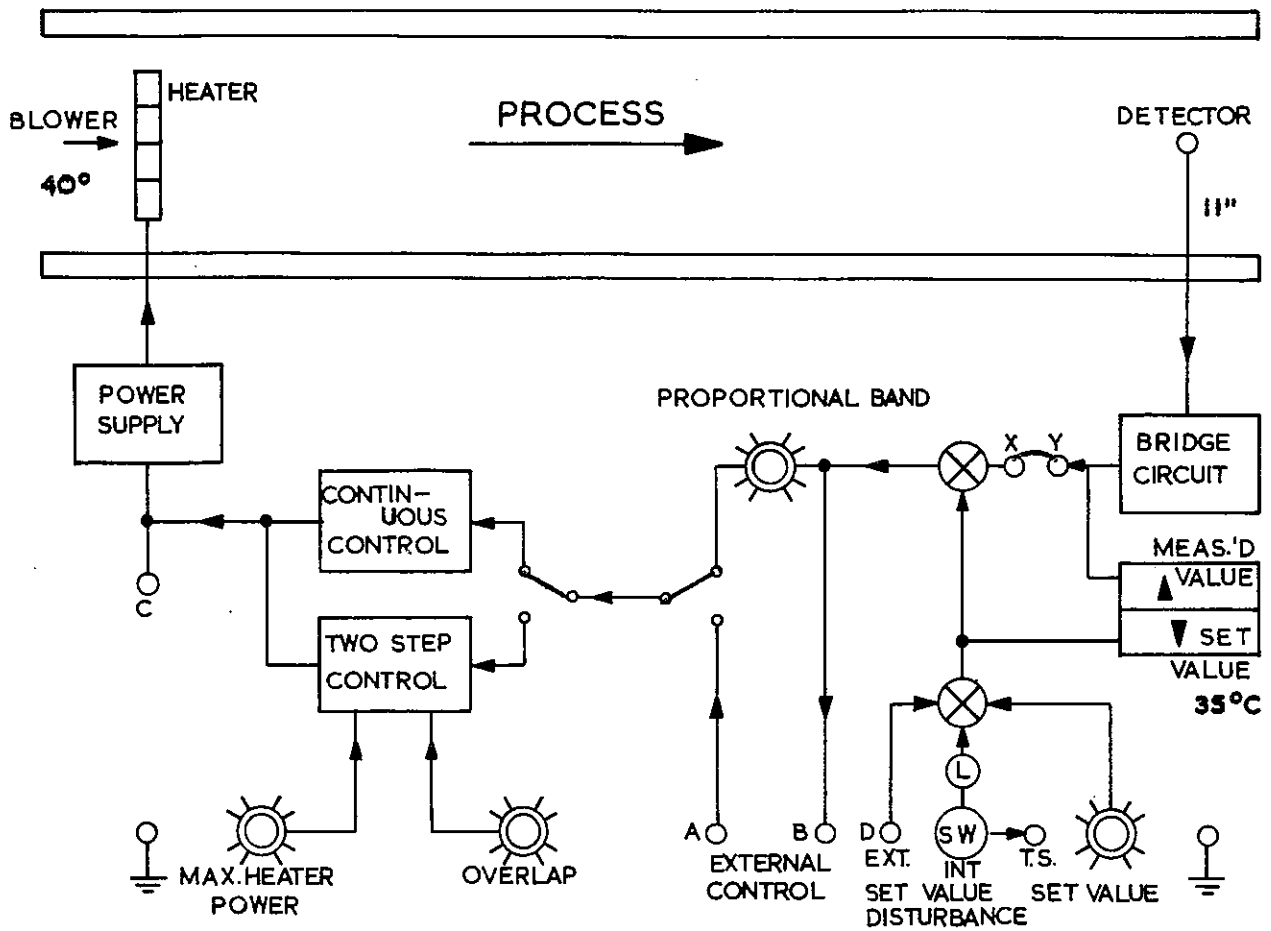 HEATER
BLOWER
40°
PROCESS
DETECTOR
11"
POWER
SUPPLY
PROPORTIONAL BAND
X Y
BRIDGE
CIRCUIT
CONTIN-
UOUS
CONTROL
MEAS.'D
VALUE
C
TWO STEP
CONTROL
SET
VALUE
35°C
L
A
B
D
SW
EXT.
INT
T.S.
EXTERNAL
CONTROL
SET VALUE
DISTURBANCE
SET VALUE
MAX. HEATER
POWER
OVERLAP